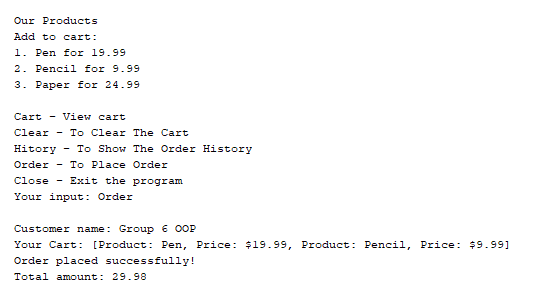 Our Products
Add to cart:
1. Pen for 19.99
2. Pencil for 9.99
3. Paper for 24.99
Cart - View cart
Clear - To Clear The Cart
Hitory - To Show The Order History
Order - To Place Order
Close - Exit the program
Your input: Order
Customer name: Group 6 OOP
Your Cart: [Product: Pen, Price: $19.99, Product: Pencil, Price: $9.99]
Order placed successfully!
Total amount: 29.98